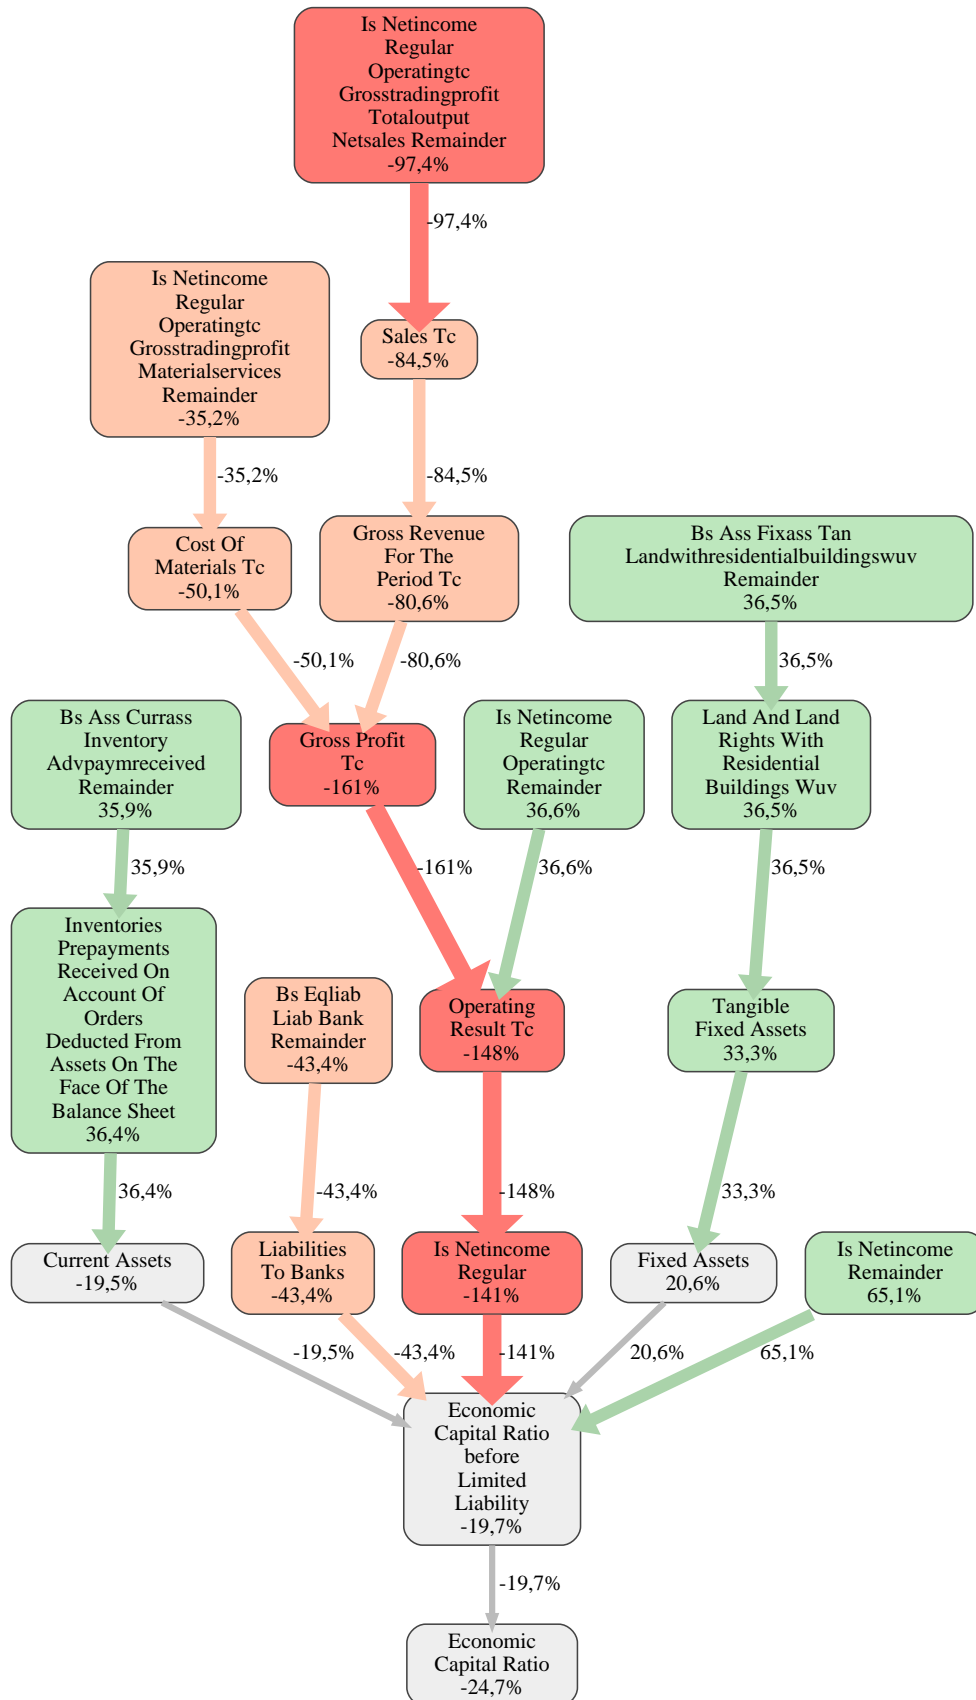 Is Netincome
Regular
Operatingtc
Grosstradingprofit
Totaloutput
Netsales Remainder
-97,4%
-97,4%
Is Netincome
Regular
Operatingtc
Grosstradingprofit
Materialservices
Remainder
-35,2%
Sales Tc
-84,5%
-35,2%
-84,5%
Cost Of
Materials Tc
-50,1%
Gross Revenue
For The
Period Tc
-80,6%
Bs Ass Fixass Tan
Landwithresidentialbuildingswuv
Remainder
36,5%
-50,1%
-80,6%
36,5%
Bs Ass Currass
Inventory
Advpaymreceived
Remainder
35,9%
Gross Profit
Tc
-161%
Is Netincome
Regular
Operatingtc
Remainder
36,6%
Land And Land
Rights With
Residential
Buildings Wuv
36,5%
35,9%
-161%
36,6%
36,5%
Inventories
Prepayments
Received On
Account Of
Orders
Deducted From
Assets On The
Face Of The
Balance Sheet
36,4%
Bs Eqliab
Liab Bank
Remainder
-43,4%
Operating
Result Tc
-148%
Tangible
Fixed Assets
33,3%
36,4%
-43,4%
-148%
33,3%
Current Assets
-19,5%
Liabilities
To Banks
-43,4%
Is Netincome
Regular
-141%
Fixed Assets
20,6%
Is Netincome
Remainder
65,1%
-19,5%
-43,4%
-141%
20,6%
65,1%
Economic
Capital Ratio
before
Limited
Liability
-19,7%
-19,7%
Economic
Capital Ratio
-24,7%